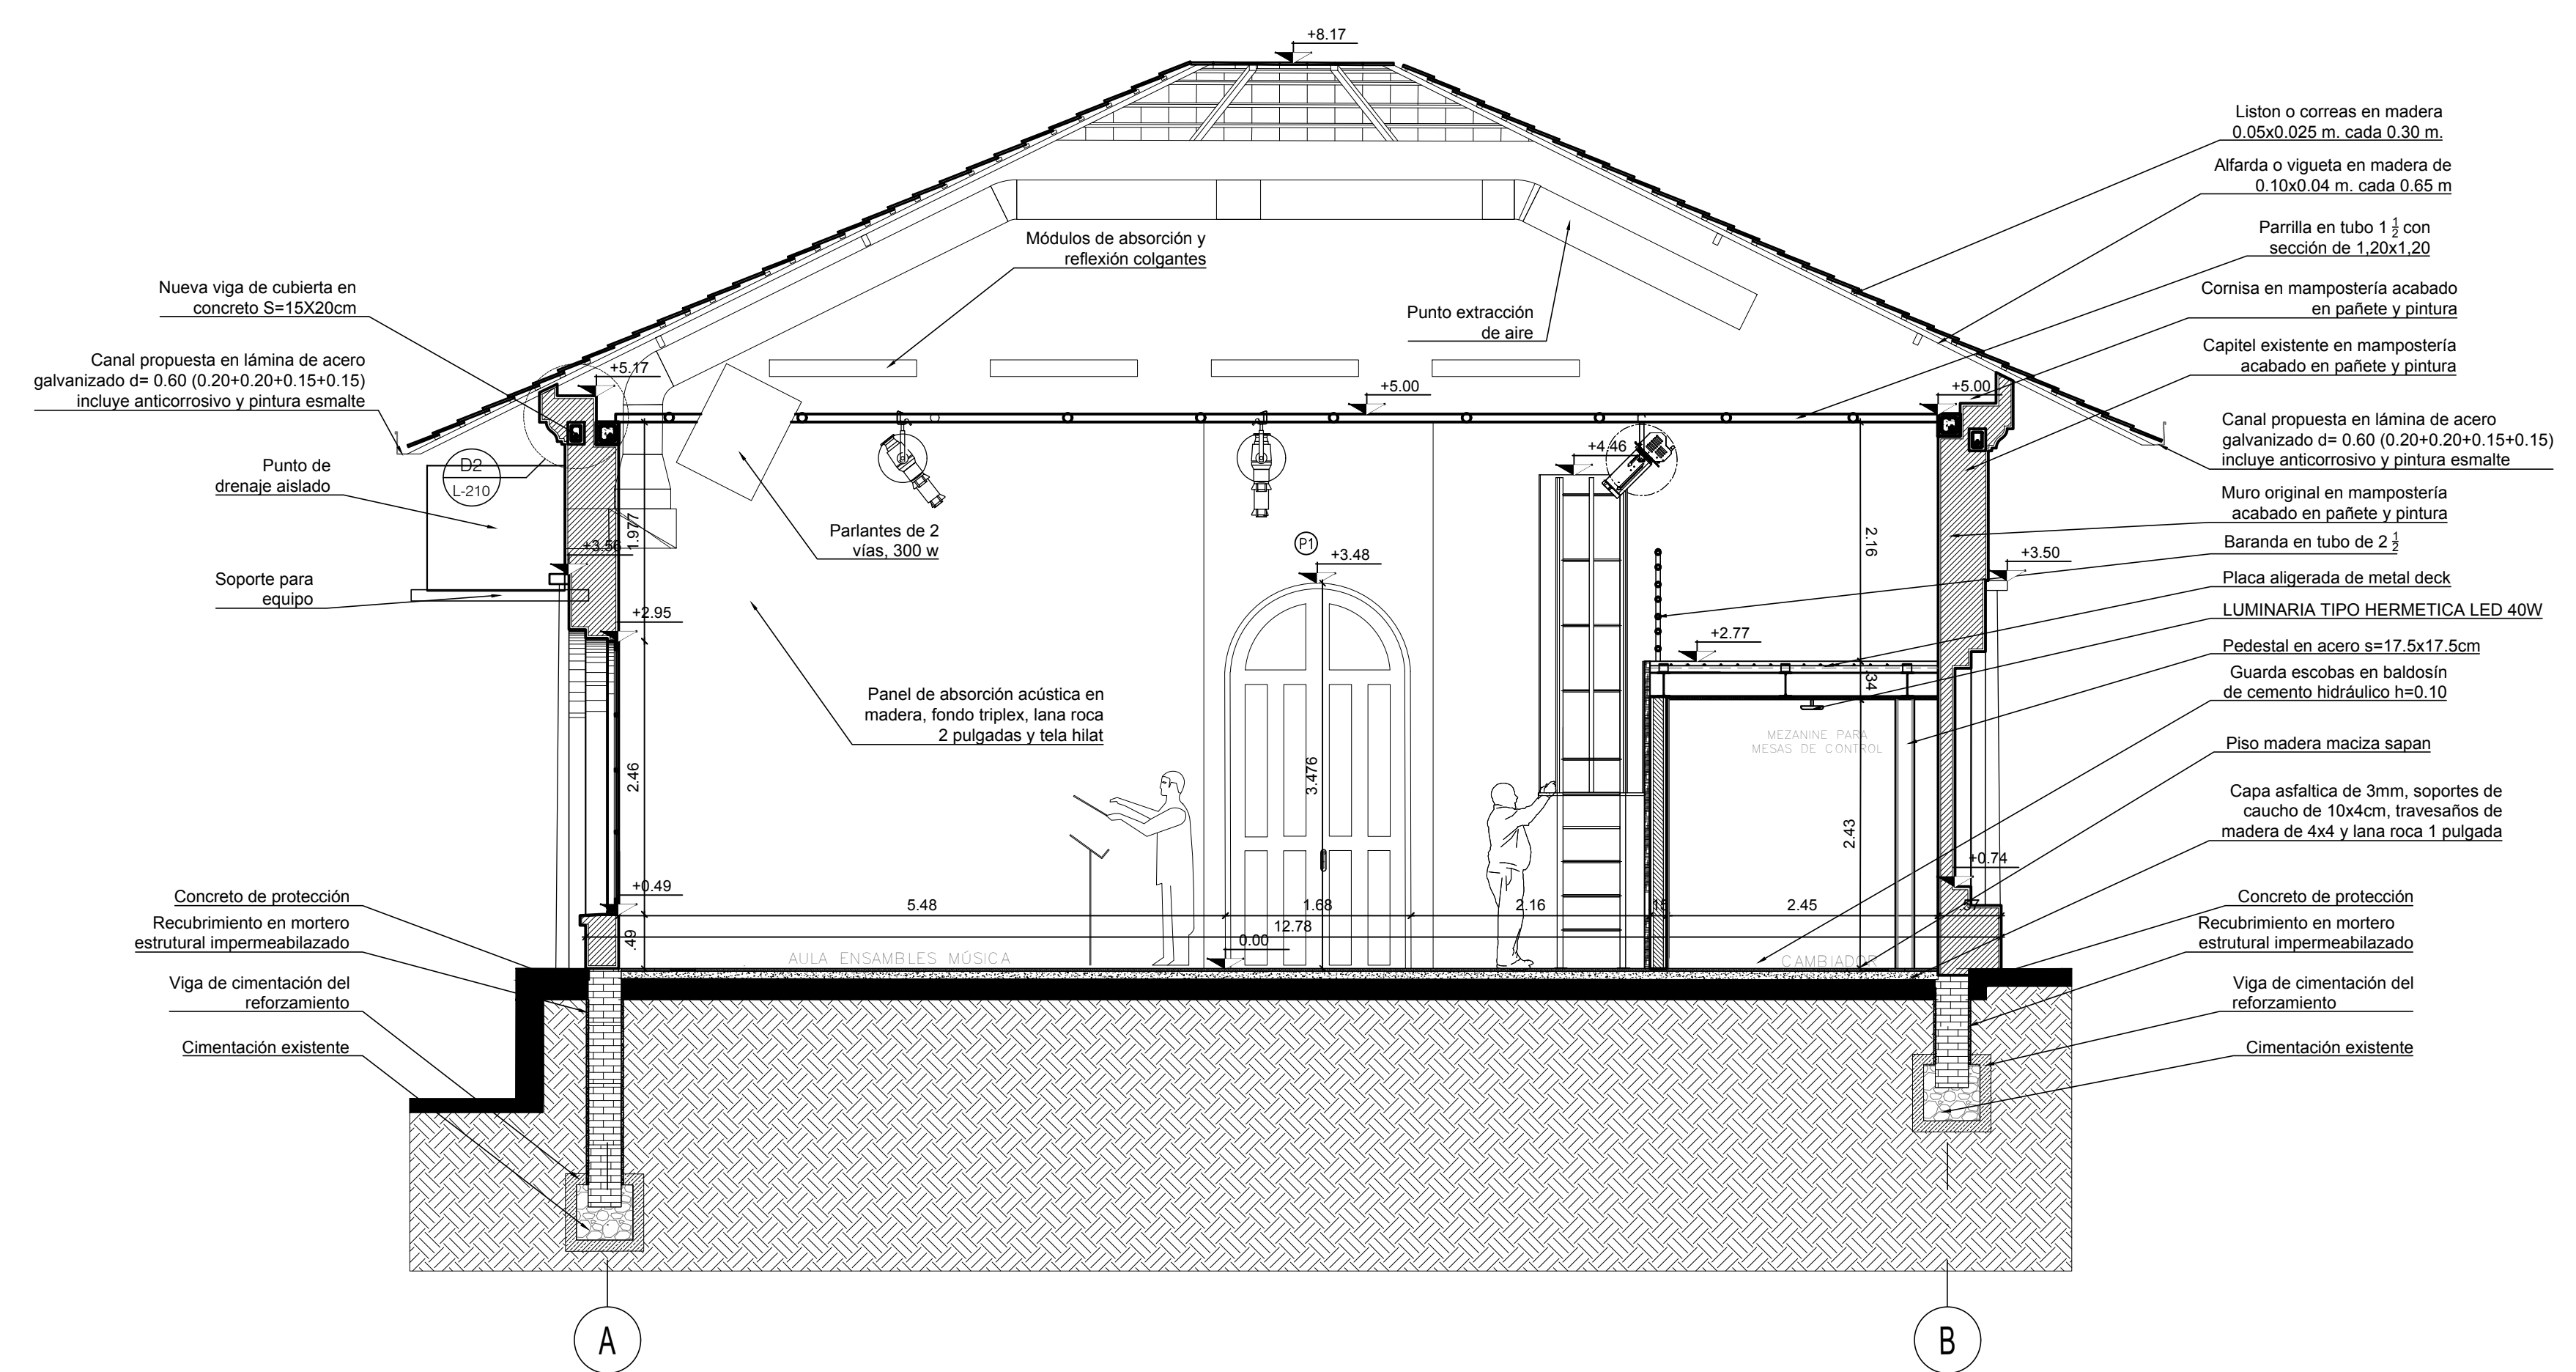 +8.17
Liston o correas en madera
0.05x0.025 m. cada 0.30 m.
Alfarda o vigueta en madera de
0.10x0.04 m. cada 0.65 m
Parrilla en tubo 1 1/2 con
sección de 1,20x1,20
Cornisa en mampostería acabado
en pañete y pintura
Capitel existente en mampostería
acabado en pañete y pintura
Canal propuesta en lámina de acero
galvanizado d= 0.60 (0.20+0.20+0.15+0.15)
incluye anticorrosivo y pintura esmalte
Muro original en mampostería
acabado en pañete y pintura
Baranda en tubo de 2 1/2
Placa aligerada de metal deck
LUMINARIA TIPO HERMETICA LED 40W
Pedestal en acero s=17.5x17.5cm
Guarda escobas en baldosín
de cemento hidráulico h=0.10
Piso madera maciza sapan
Capa asfaltica de 3mm, soportes de
caucho de 10x4cm, travesaños de
madera de 4x4 y lana roca 1 pulgada
Concreto de protección
Recubrimiento en mortero
estrutural impermeabilazado
Viga de cimentación del
reforzamiento
Cimentación existente
Nueva viga de cubierta en
concreto S=15X20cm
Canal propuesta en lámina de acero
galvanizado d= 0.60 (0.20+0.20+0.15+0.15)
incluye anticorrosivo y pintura esmalte
Punto de
drenaje aislado
D2
L-210
Soporte para
equipo
Concreto de protección
Recubrimiento en mortero
estrutural impermeabilazado
Viga de cimentación del
reforzamiento
Cimentación existente
Módulos de absorción y
reflexión colgantes
Punto extracción
de aire
Parlantes de 2
vías, 300 w
Panel de absorción acústica en
madera, fondo triplex, lana roca
2 pulgadas y tela hilat
+5.17
+5.00
+5.00
+4.46
+3.56
1.977
P1
+3.48
2.16
+3.50
+2.95
+2.77
.34
MEZANINE PARA
MESAS DE CONTROL
2.46
3.476
2.43
+0.74
+0.49
5.48
1.68
2.16
.15
2.45
.57
12.78
.49
0.00
AULA ENSAMBLES MÚSICA
CAMBIADOR
A
B